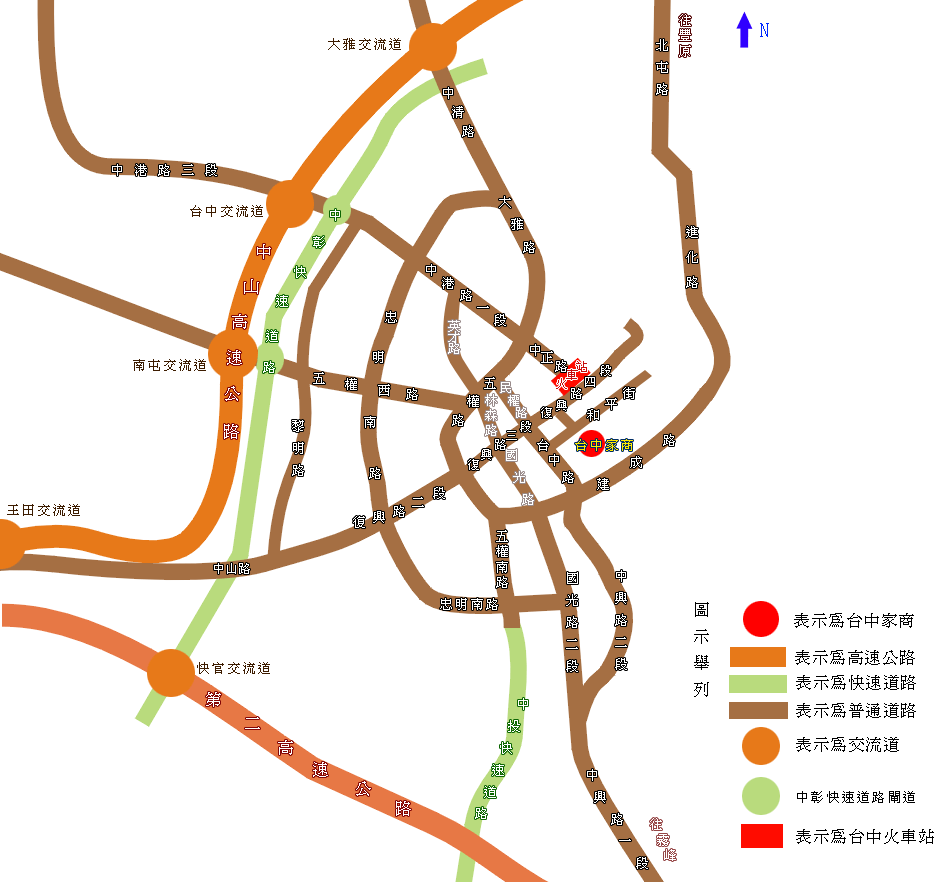 往豐原
N
北屯路
大雅交流道
中清路
中港路三段
台中交流道
大雅路
進化路
中彰快速道路
中山高速公路
中港路一段
忠明南路
英才路
中正路
火車站
南屯交流道
五權西路
五權路
民權路
林森路
復興路四段
和平街
台中家商
復興路三段
台中路
國光路
建成路
黎明路
復興路二段
王田交流道
中山路
五權南路
忠明南路
國光路二段
中興路二段
快官交流道
第二高速公路
中投快速道路
中興路一段
往霧峰
圖示舉列
表示為台中家商
表示為高速公路
表示為快速道路
表示為普通道路
表示為交流道
中彰快速道路閘道
表示為台中火車站